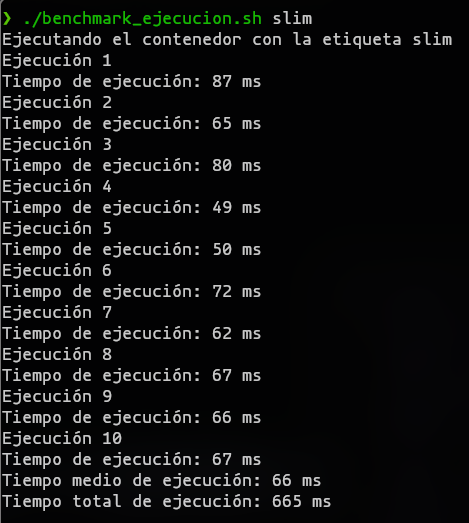 ❯ ./benchmark_ejecucion.sh slim
Ejecutando el contenedor con la etiqueta slim
Ejecución 1
Tiempo de ejecución: 87 ms
Ejecución 2
Tiempo de ejecución: 65 ms
Ejecución 3
Tiempo de ejecución: 80 ms
Ejecución 4
Tiempo de ejecución: 49 ms
Ejecución 5
Tiempo de ejecución: 50 ms
Ejecución 6
Tiempo de ejecución: 72 ms
Ejecución 7
Tiempo de ejecución: 62 ms
Ejecución 8
Tiempo de ejecución: 67 ms
Ejecución 9
Tiempo de ejecución: 66 ms
Ejecución 10
Tiempo de ejecución: 67 ms
Tiempo medio de ejecución: 66 ms
Tiempo total de ejecución: 665 ms